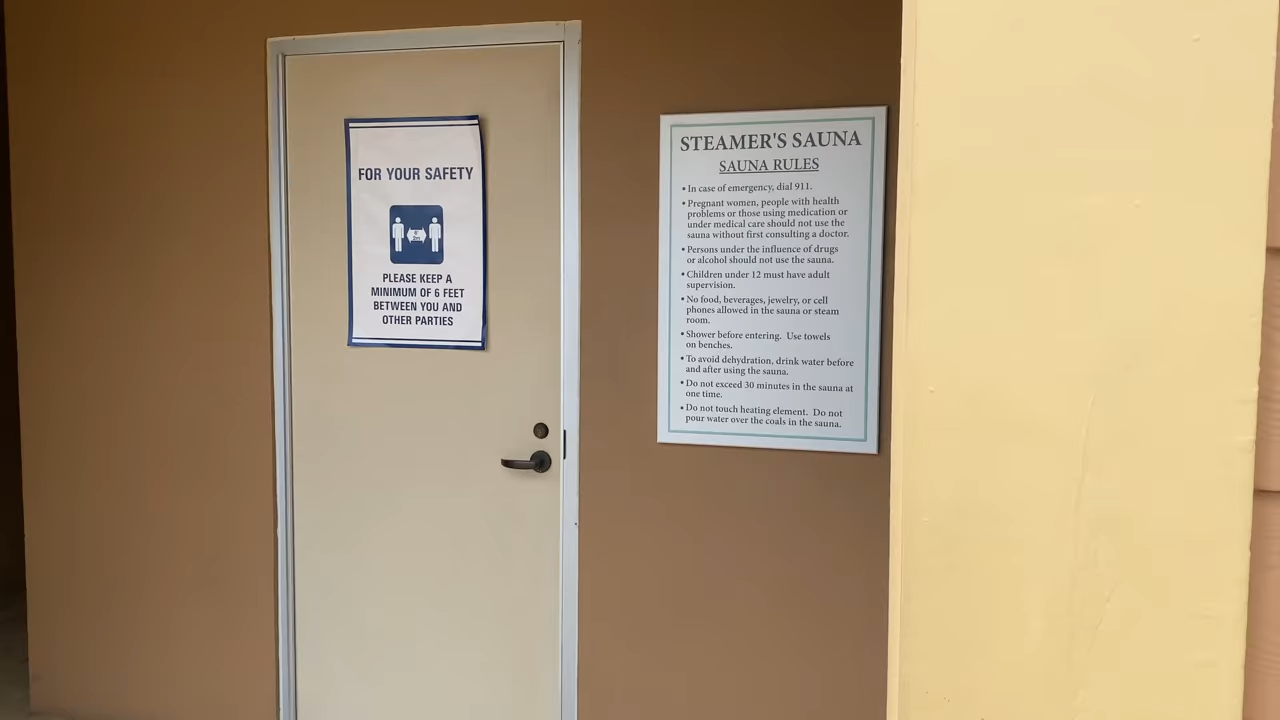 FOR YOUR SAFETY
PLEASE KEEP A
MINIMUM OF 6 FEET
BETWEEN YOU AND
OTHER PARTIES
STEAMER'S SAUNA
SAUNA RULES
• In case of emergency, dial 911.
• Pregnant women, people with health
problems or those using medication or
under medical care should not use the
sauna without first consulting a doctor.
• Persons under the influence of drugs
or alcohol should not use the sauna.
• Children under 12 must have adult
supervision.
• No food, beverages, jewelry, or cell
phones allowed in the sauna or steam
room.
• Shower before entering. Use towels
on benches.
• To avoid dehydration, drink water before
and after using the sauna.
• Do not exceed 30 minutes in the sauna at
one time.
• Do not touch heating element. Do not
pour water over the coals in the sauna.